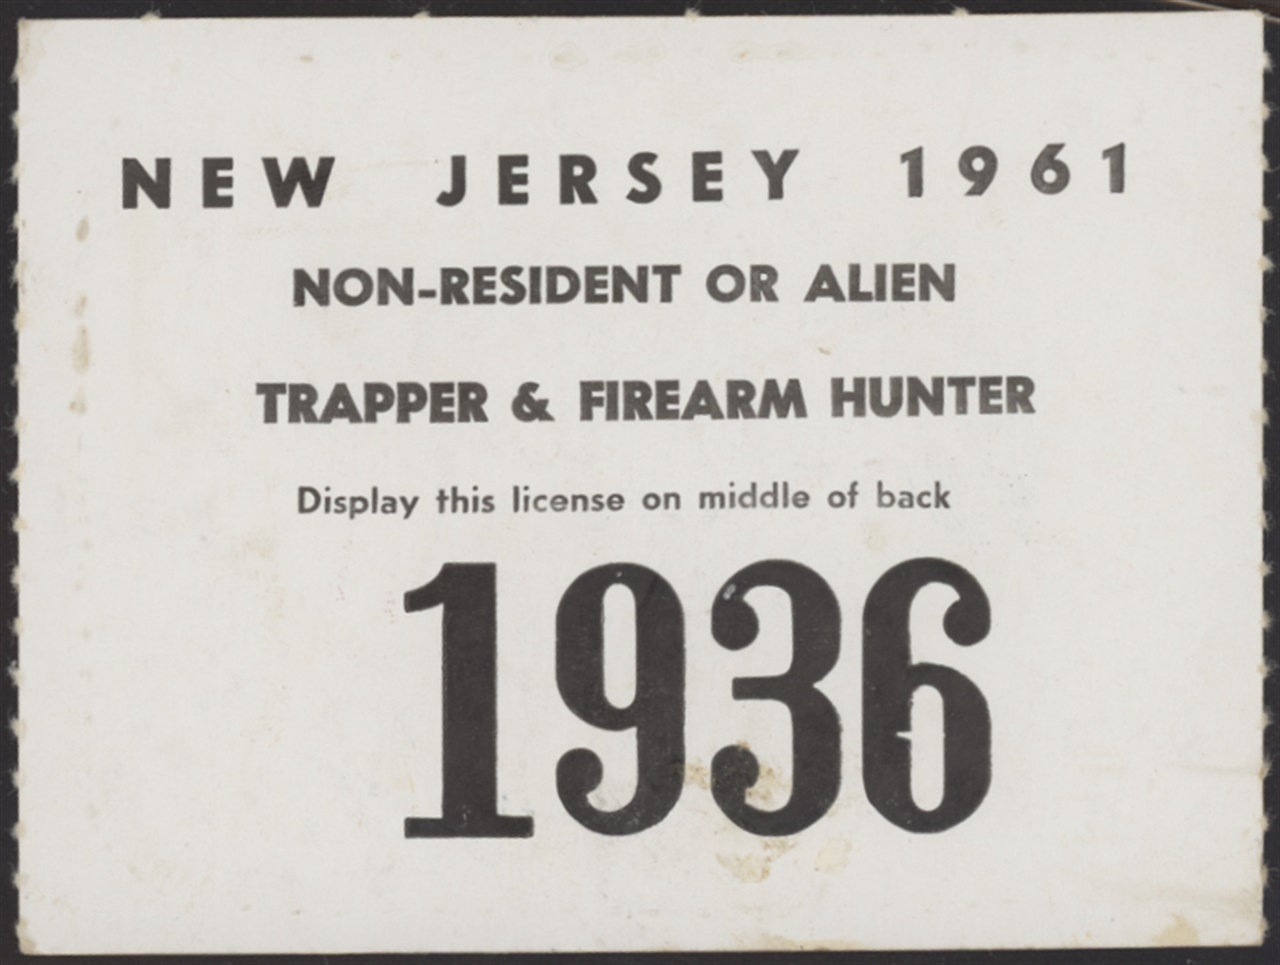 NEW JERSEY 1961
NON-RESIDENT OR ALIEN
TRAPPER & FIREARM HUNTER
Display this license on middle of back
1936